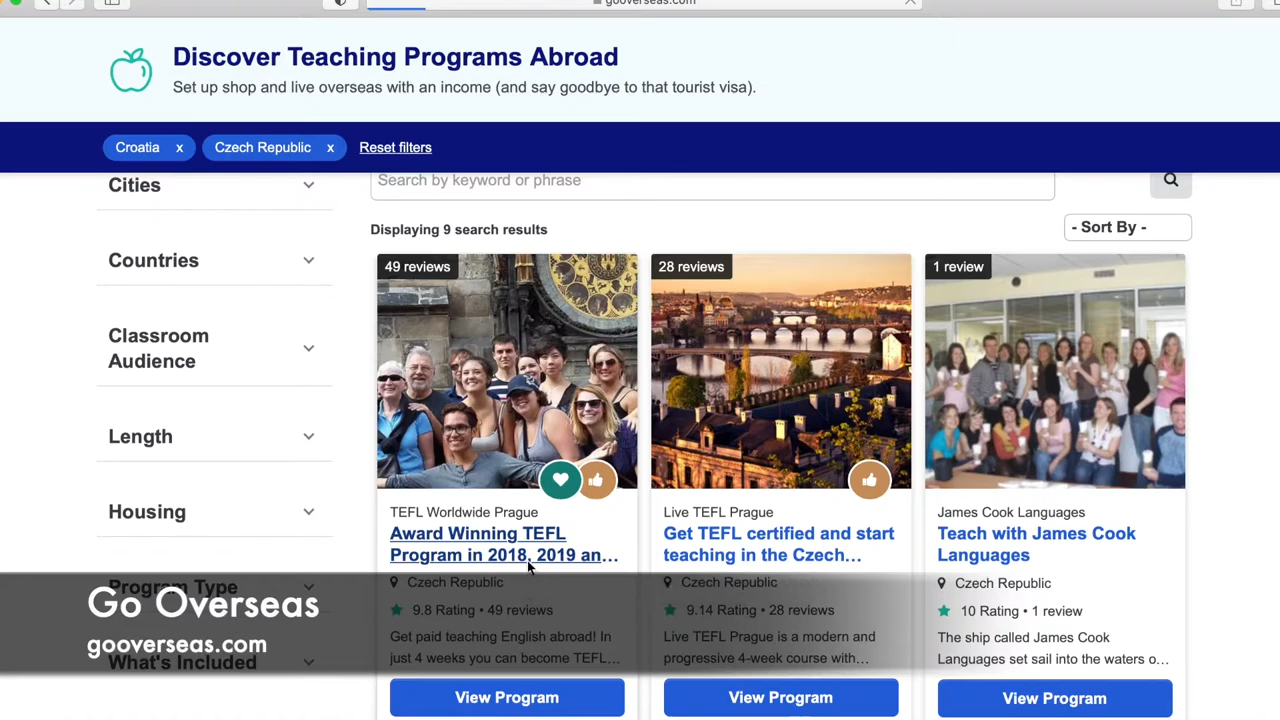 gooverseas.com
Discover Teaching Programs Abroad
Set up shop and live overseas with an income (and say goodbye to that tourist visa).
Croatia x Czech Republic x Reset filters
Cities
Countries
Classroom
Audience
Length
Housing
Program Type
What's Included
Search by keyword or phrase
Displaying 9 search results
- Sort By -
49 reviews
TEFL Worldwide Prague
Award Winning TEFL
Program in 2018, 2019 an...
Czech Republic
9.8 Rating • 49 reviews
Get paid teaching English abroad! In
just 4 weeks you can become TEFL...
View Program
28 reviews
Live TEFL Prague
Get TEFL certified and start
teaching in the Czech...
Czech Republic
9.14 Rating • 28 reviews
Live TEFL Prague is a modern and
progressive 4-week course with...
View Program
1 review
James Cook Languages
Teach with James Cook
Languages
Czech Republic
10 Rating • 1 review
The ship called James Cook
Languages set sail into the waters o...
View Program
Go Overseas
gooverseas.com